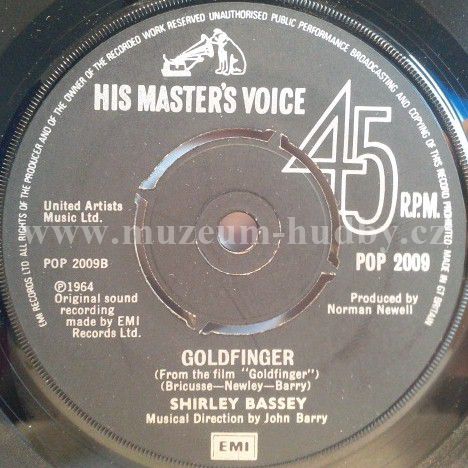 EMI RECORDS LTD. ALL RIGHTS OF THE PRODUCER AND OF THE OWNER OF THE RECORDED WORK RESERVED UNAUTHORISED PUBLIC PERFORMANCE BROADCASTING AND COPYING OF THIS RECORD PROHIBITED MADE IN GT BRITAIN
HIS MASTER'S VOICE
45
R.P.M.
United Artists
Music Ltd.
www.muzeum-hudby.cz
POP 2009B
POP 2009
℗1964
Original sound
recording
made by EMI
Records Ltd.
Produced by
Norman Newell
GOLDFINGER
(From the film "Goldfinger")
(Bricusse—Newley—Barry)
SHIRLEY BASSEY
Musical Direction by John Barry
EMI